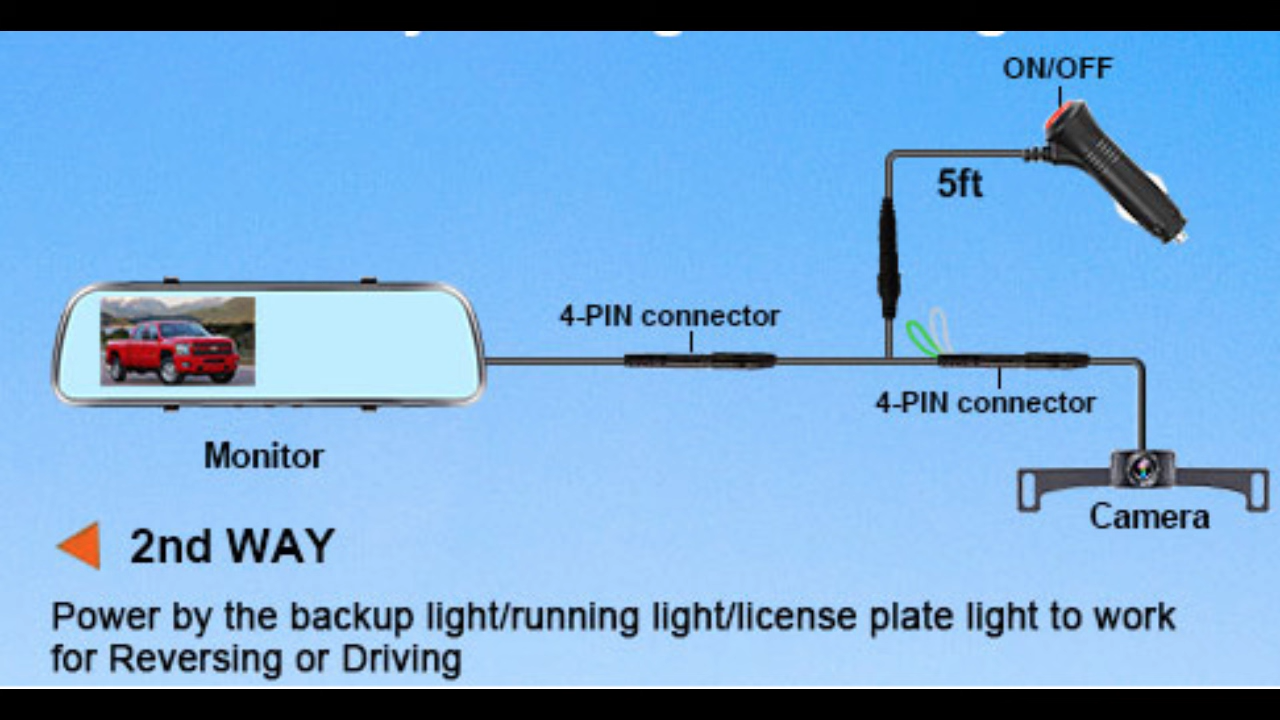 ON/OFF
5ft
4-PIN connector
4-PIN connector
Monitor
Camera
2nd WAY
Power by the backup light/running light/license plate light to work
for Reversing or Driving